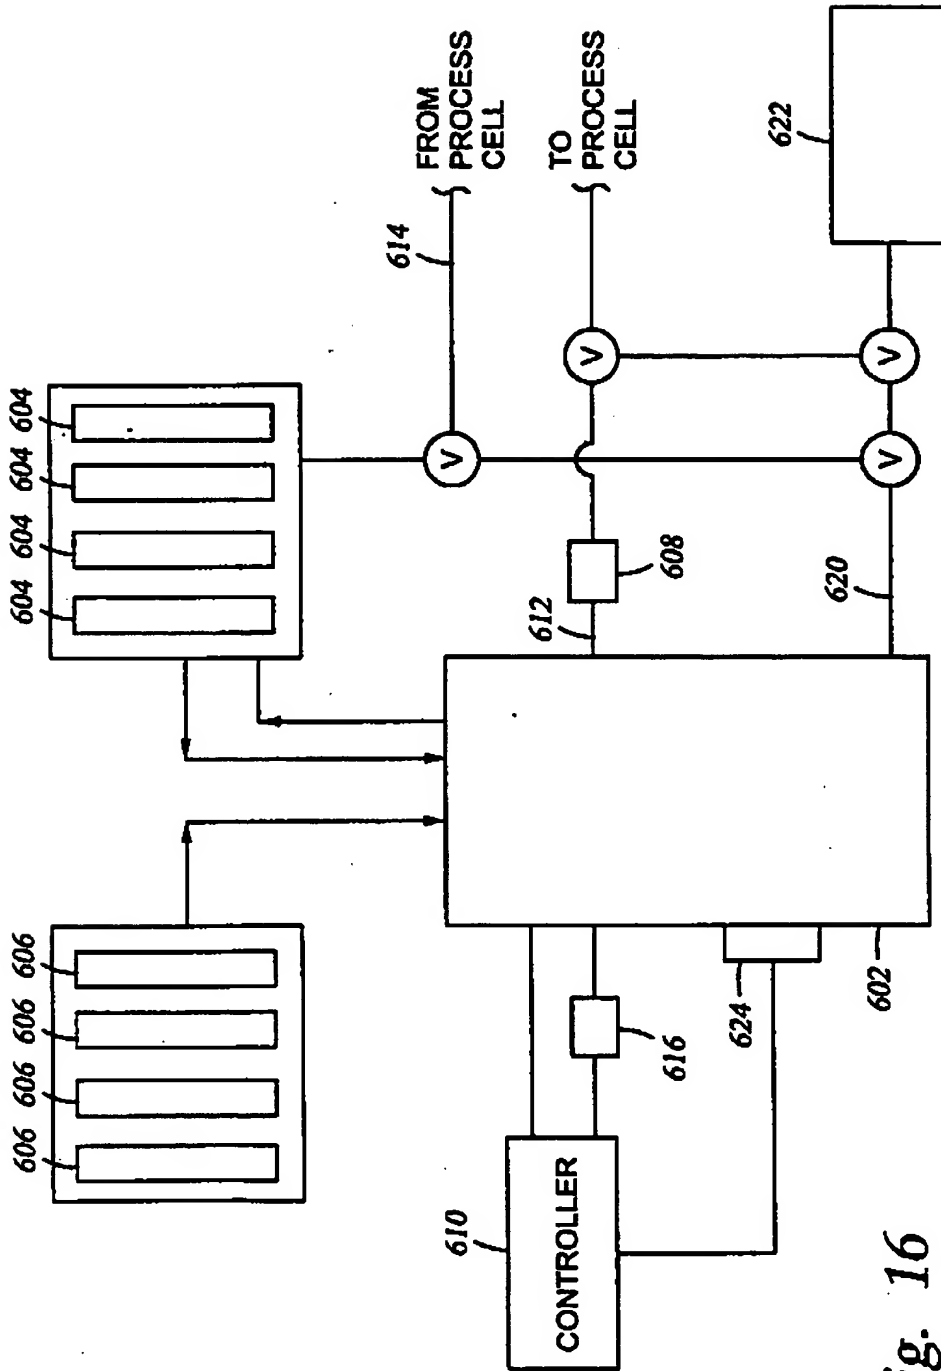 606 606 606 606
604 604 604 604
614
FROM
PROCESS
CELL
V
610
CONTROLLER
612
V
TO
PROCESS
CELL
616
608
624
622
602
620
V V
ig. 16